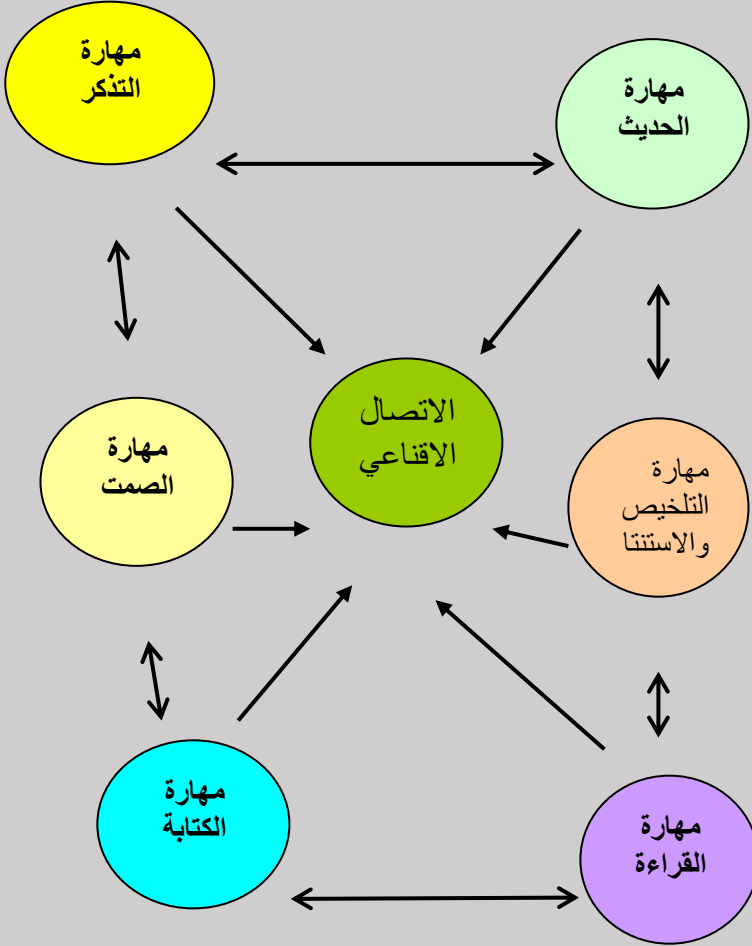 مهارة
الحديث
مهارة
التذكر
الاتصال
الاقناعي
مهارة
التلخيص
والاستنتا
مهارة
الصمت
مهارة
القراءة
مهارة
الكتابة